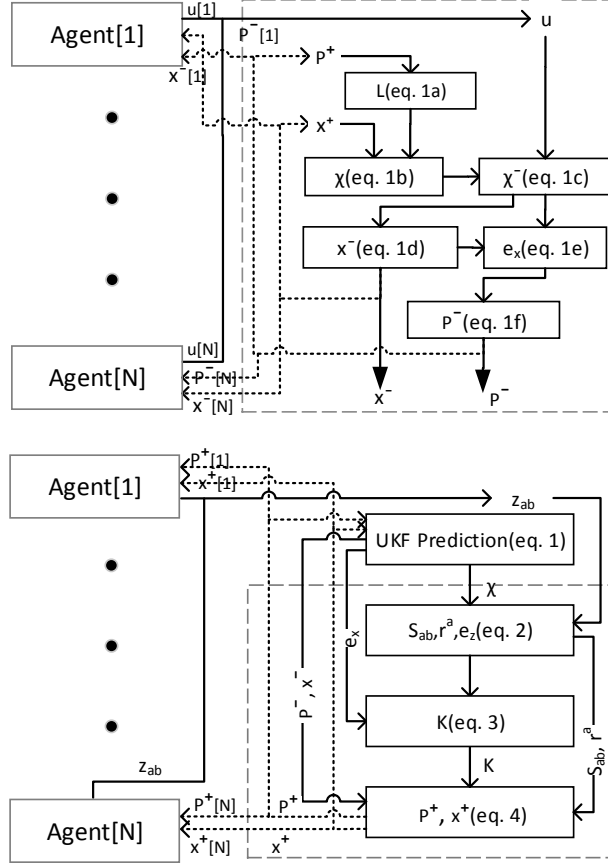 u[1]
u
Agent[1]
P⁻[1]
P⁺
x⁻[1]
L(eq. 1a)
x⁺
χ(eq. 1b)
χ⁻(eq. 1c)
x⁻(eq. 1d)
eₓ(eq. 1e)
P⁻(eq. 1f)
u[N]
Agent[N]
P⁻[N]
x⁻[N]
x⁻
P⁻
P⁺[1]
x⁺[1]
Agent[1]
z_ab
UKF Prediction(eq. 1)
χ
S_ab,rᵃ,e_z(eq. 2)
eₓ
P⁻, x⁻
K(eq. 3)
S_ab, rᵃ
z_ab
K
P⁺[N]
P⁺
P⁺, x⁺(eq. 4)
Agent[N]
x⁺[N]
x⁺